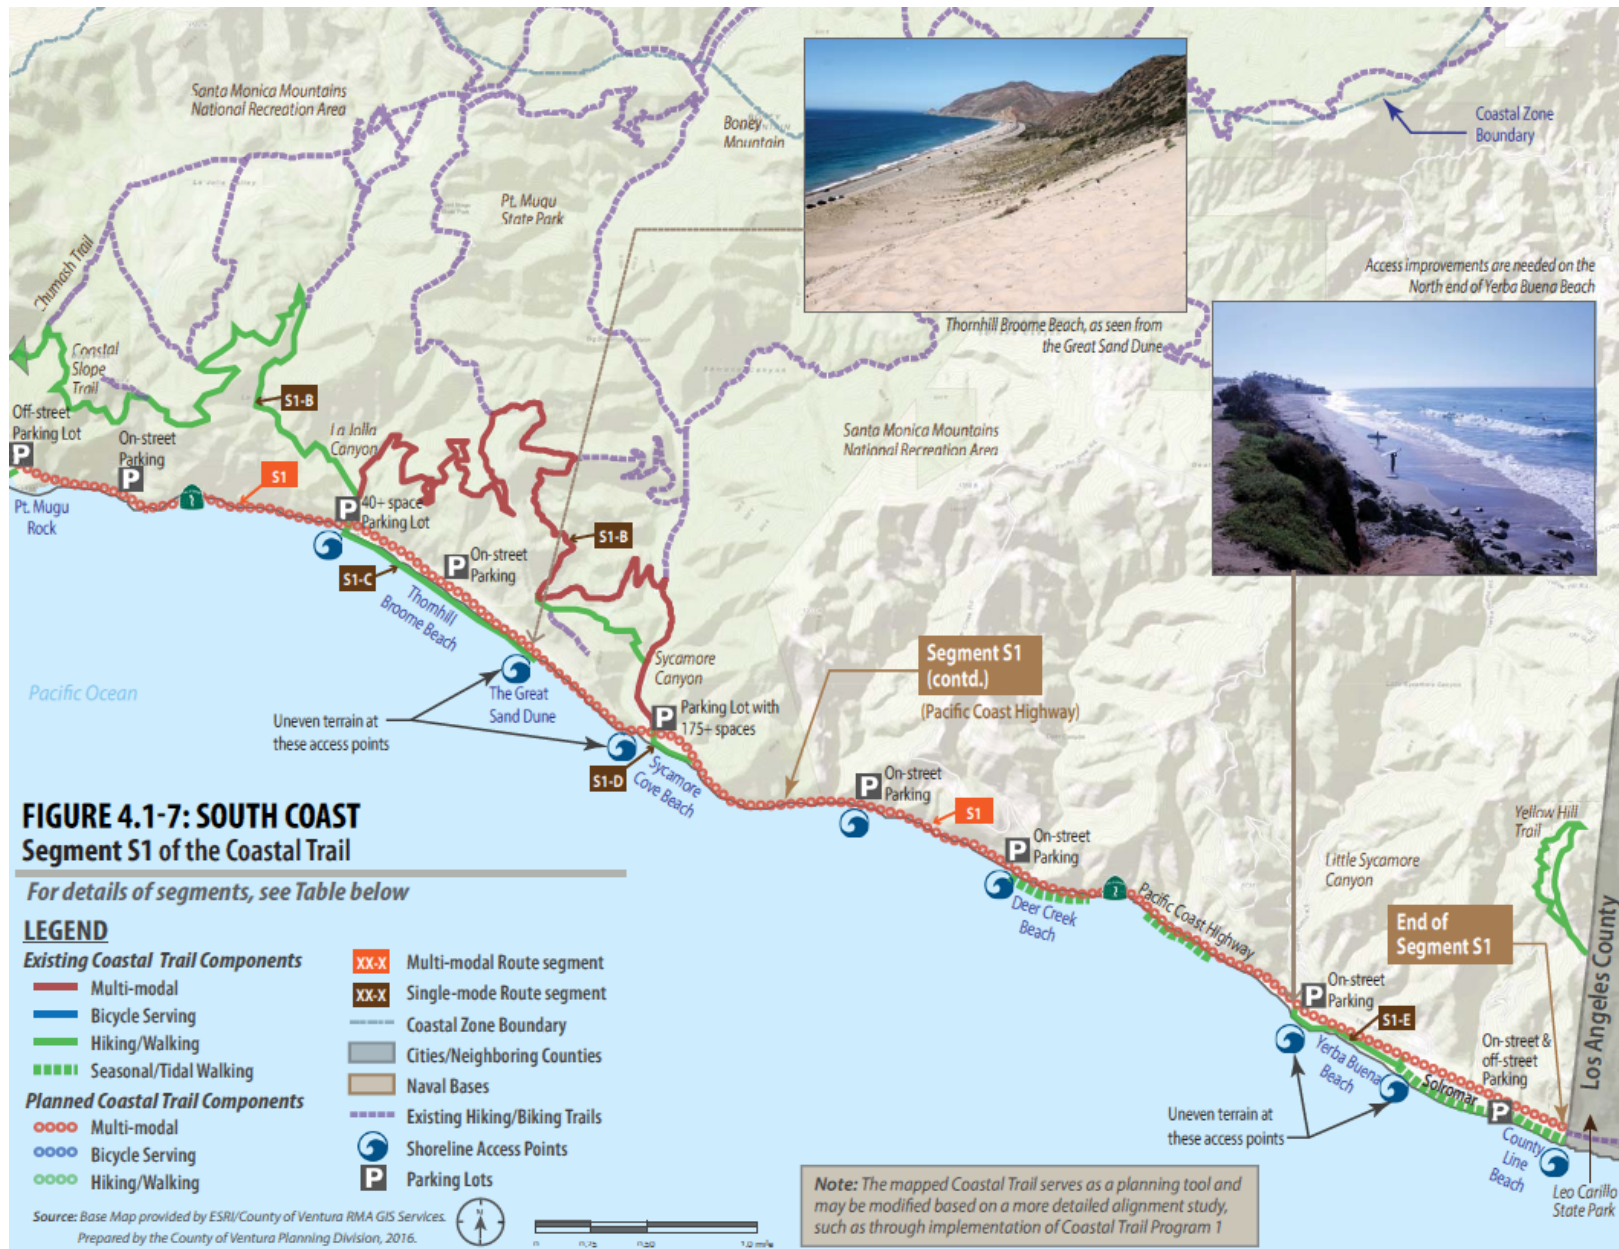 Santa Monica Mountains
National Recreation Area
Boney
Mountain
Coastal Zone
Boundary
Pt. Mugu
State Park
Chumash Trail
Access improvements are needed on the
North end of Yerba Buena Beach
Thornhill Broome Beach, as seen from
the Great Sand Dune
Coastal
Slope
Trail
S1-B
Off-street
Parking Lot
P
On-street
Parking
P
La Jolla
Canyon
Santa Monica Mountains
National Recreation Area
S1
Pt. Mugu
Rock
P
40+ space
Parking Lot
S1-B
P
On-street
Parking
S1-C
Thornhill
Broome Beach
Sycamore
Canyon
Segment S1
(contd.)
(Pacific Coast Highway)
Pacific Ocean
The Great
Sand Dune
Uneven terrain at
these access points
P
Parking Lot with
175+ spaces
S1-D
Sycamore
Cove Beach
P
On-street
Parking
S1
P
On-street
Parking
Deer Creek
Beach
Pacific Coast Highway
Yellow Hill
Trail
Little Sycamore
Canyon
End of
Segment S1
Los Angeles County
P
On-street
Parking
S1-E
Yerba Buena
Beach
Solromar
On-street &
off-street
Parking
P
Uneven terrain at
these access points
County
Line
Beach
Leo Carillo
State Park
FIGURE 4.1-7: SOUTH COAST
Segment S1 of the Coastal Trail
For details of segments, see Table below
LEGEND
Existing Coastal Trail Components
Multi-modal
Bicycle Serving
Hiking/Walking
Seasonal/Tidal Walking
Planned Coastal Trail Components
Multi-modal
Bicycle Serving
Hiking/Walking
XX-X Multi-modal Route segment
XX-X Single-mode Route segment
Coastal Zone Boundary
Cities/Neighboring Counties
Naval Bases
Existing Hiking/Biking Trails
Shoreline Access Points
P Parking Lots
Source: Base Map provided by ESRI/County of Ventura RMA GIS Services.
Prepared by the County of Ventura Planning Division, 2016.
N
Note: The mapped Coastal Trail serves as a planning tool and
may be modified based on a more detailed alignment study,
such as through implementation of Coastal Trail Program 1